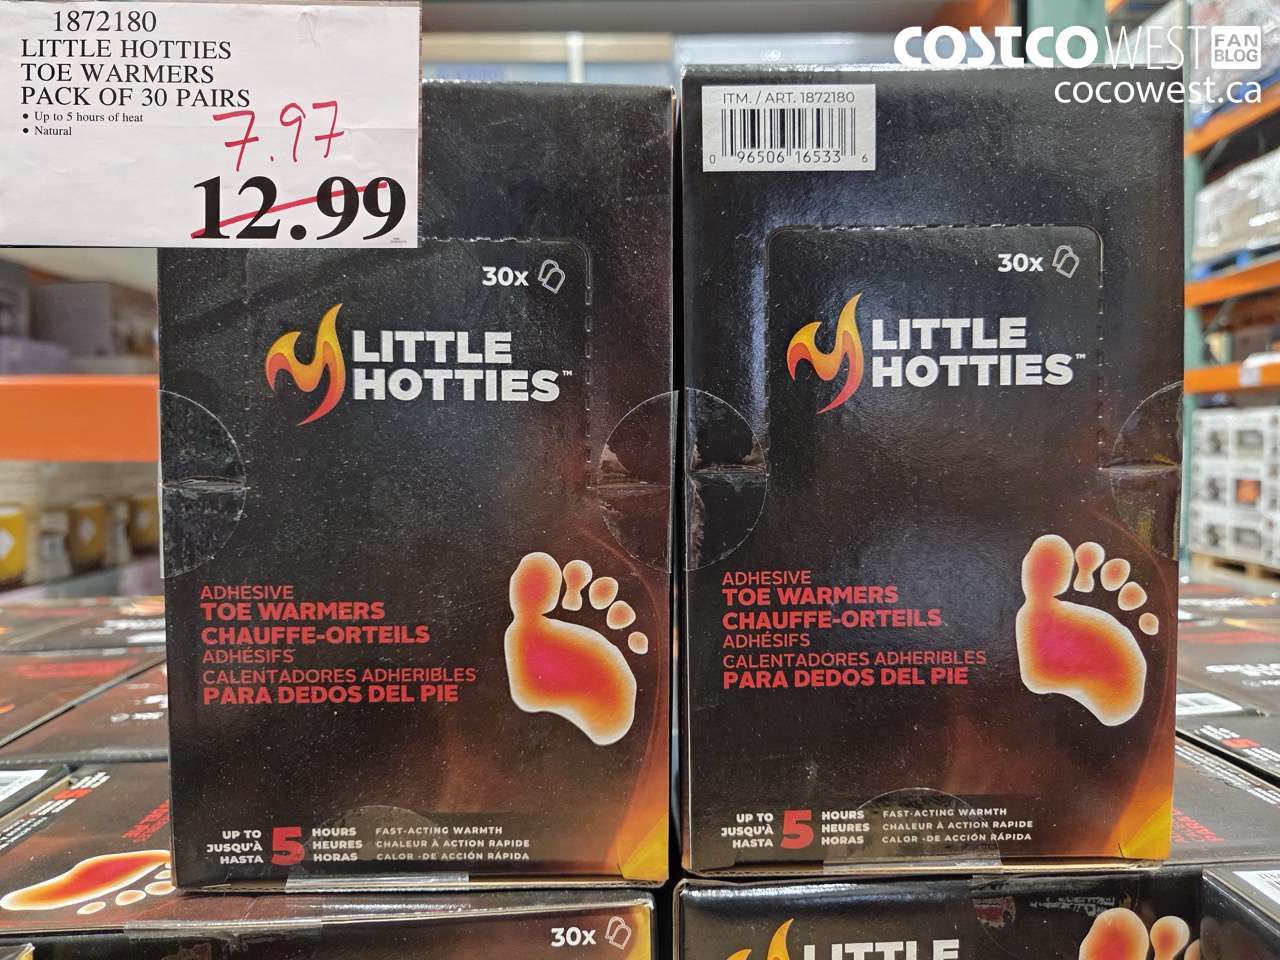 1872180
LITTLE HOTTIES
TOE WARMERS
PACK OF 30 PAIRS
• Up to 5 hours of heat
• Natural
7.97
12.99
COSTCO WEST FAN BLOG
cocowest.ca
30x
LITTLE
HOTTIES™
ADHESIVE
TOE WARMERS
CHAUFFE-ORTEILS
ADHÉSIFS
CALENTADORES ADHERIBLES
PARA DEDOS DEL PIE
UP TO
JUSQU'À
HASTA
5
HOURS
HEURES
HORAS
FAST-ACTING WARMTH
CHALEUR À ACTION RAPIDE
CALOR -DE ACCIÓN RÁPIDA
ITM. / ART. 1872180
0 96506 16533 6
30x
LITTLE
HOTTIES™
ADHESIVE
TOE WARMERS
CHAUFFE-ORTEILS
ADHÉSIFS
CALENTADORES ADHERIBLES
PARA DEDOS DEL PIE
UP TO
JUSQU'À
HASTA
5
HOURS
HEURES
HORAS
FAST-ACTING WARMTH
CHALEUR À ACTION RAPIDE
CALOR -DE ACCIÓN RÁPIDA
30x
LITTLE